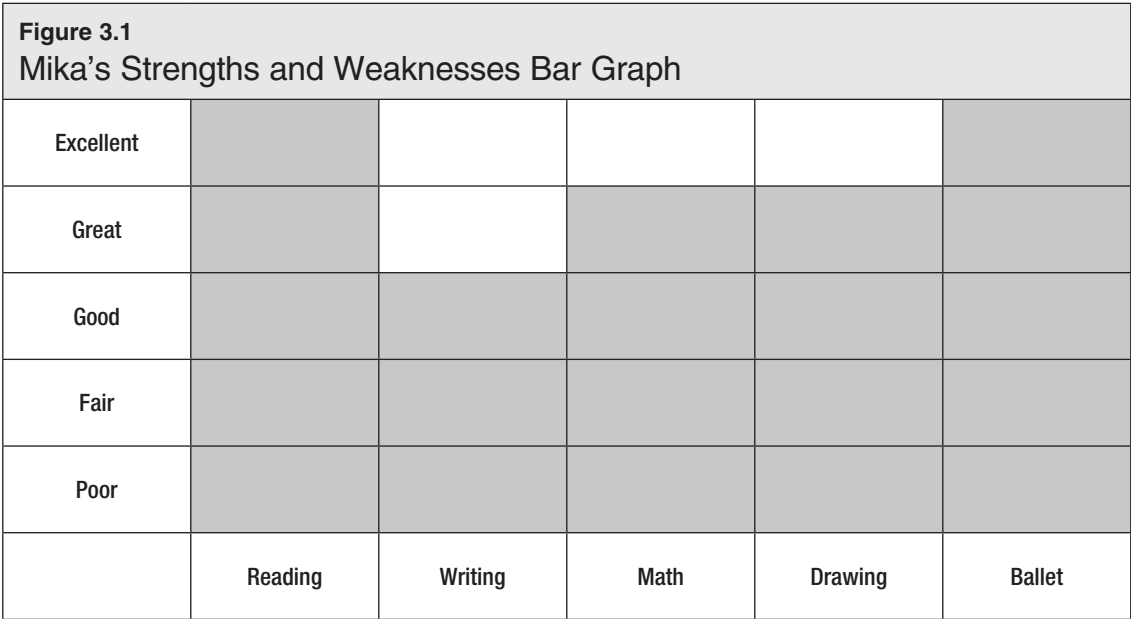 Figure 3.1
Mika’s Strengths and Weaknesses Bar Graph
Excellent
Great
Good
Fair
Poor
Reading Writing Math Drawing Ballet